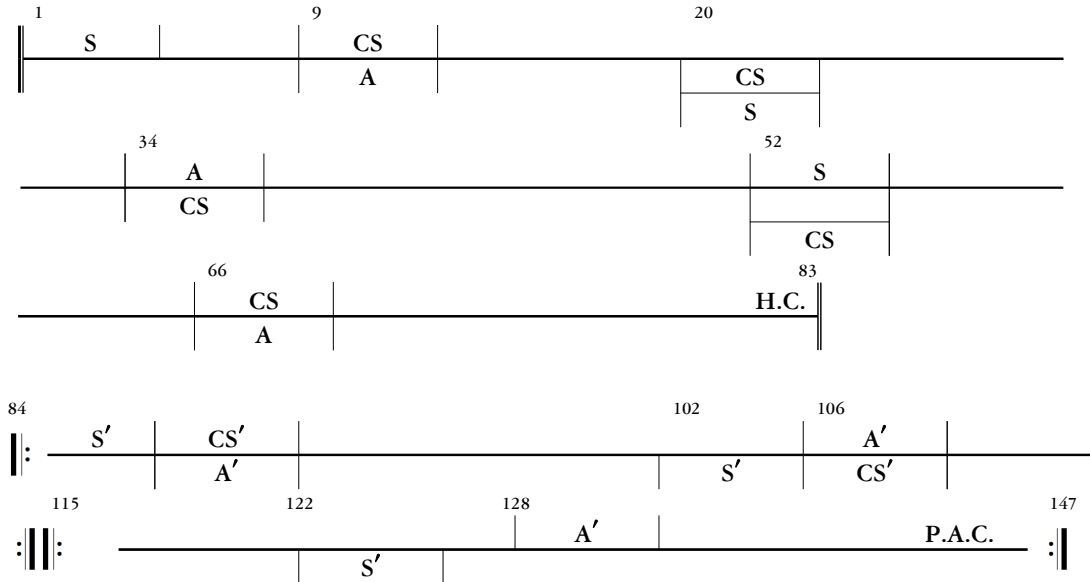 1 9 20
S CS
A CS
S
34 52
A S
CS
CS
66 83
CS H.C.
A
84 102 106
S′ CS′ A′
A′ S′ CS′
115 122 128 147
A′ P.A.C.
S′